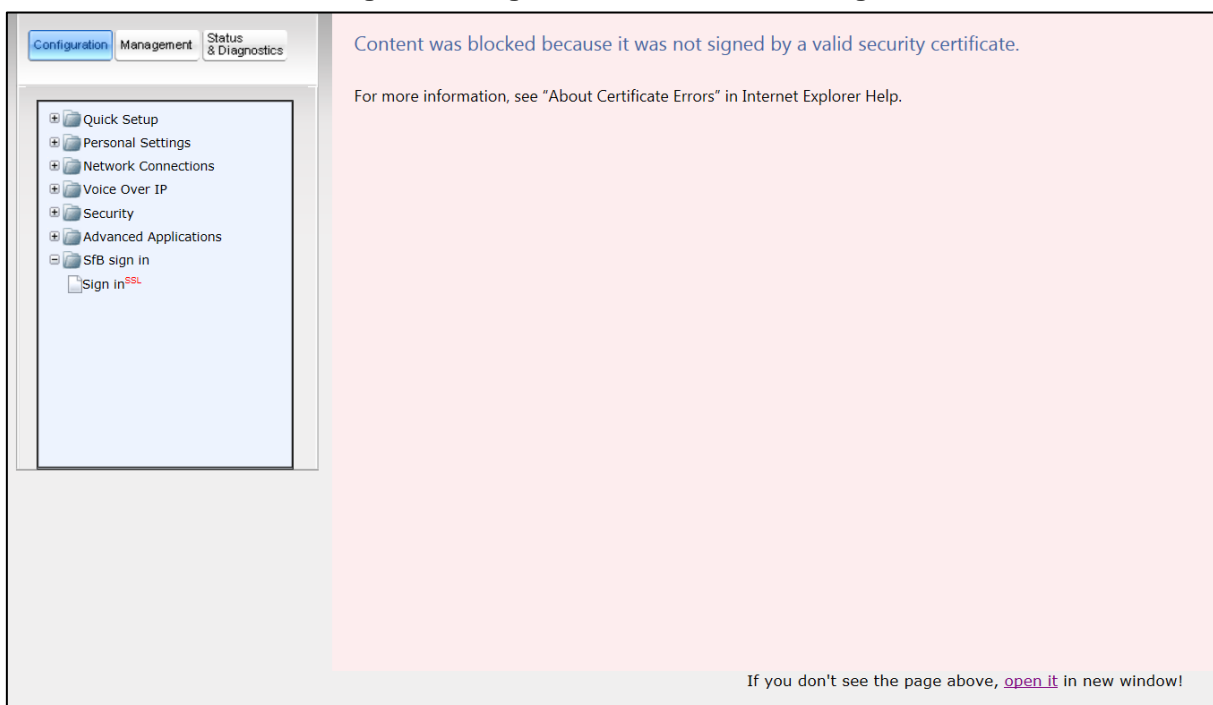 Configuration
Management
Status
& Diagnostics
Quick Setup
Personal Settings
Network Connections
Voice Over IP
Security
Advanced Applications
SfB sign in
Sign inSSL
Content was blocked because it was not signed by a valid security certificate.
For more information, see “About Certificate Errors” in Internet Explorer Help.
If you don't see the page above, open it in new window!